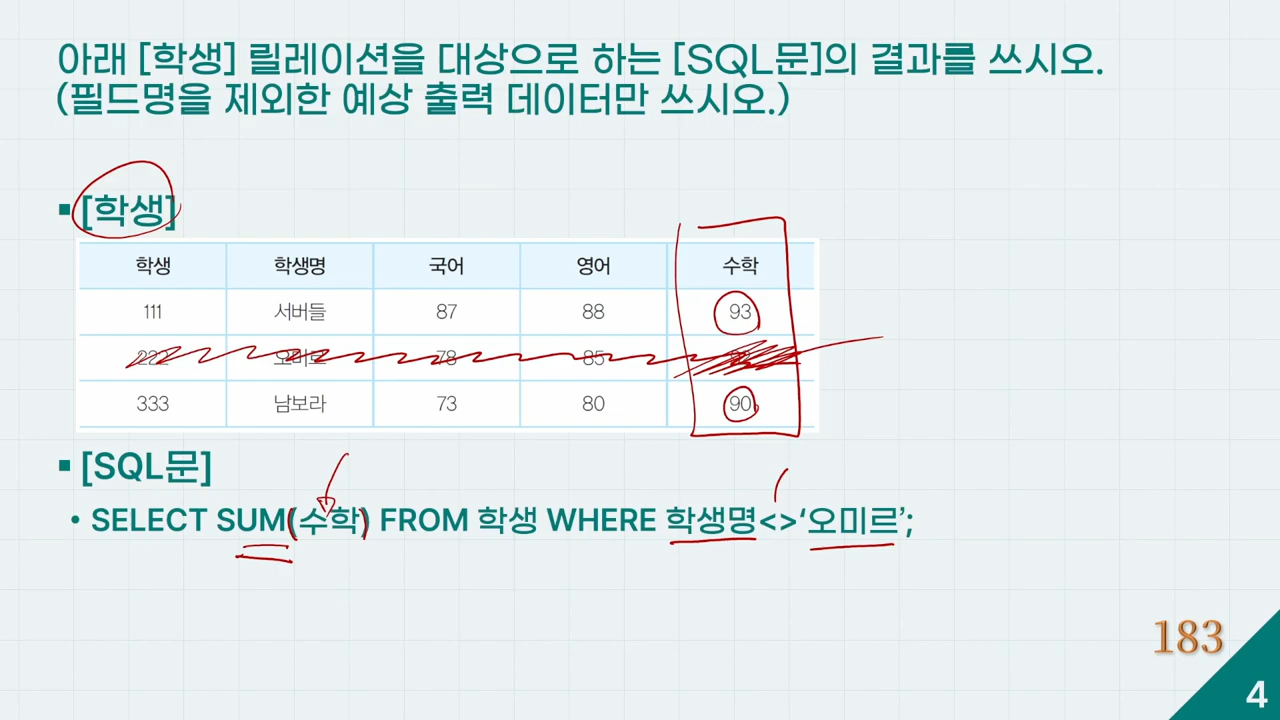 아래 [학생] 릴레이션을 대상으로 하는 [SQL문]의 결과를 쓰시오.
(필드명을 제외한 예상 출력 데이터만 쓰시오.)
▪ [학생]
학생 학생명 국어 영어 수학
111 서버들 87 88 93
222 오미르 78 85
333 남보라 73 80 90
▪ [SQL문]
• SELECT SUM(수학) FROM 학생 WHERE 학생명<>‘오미르’;
183
4